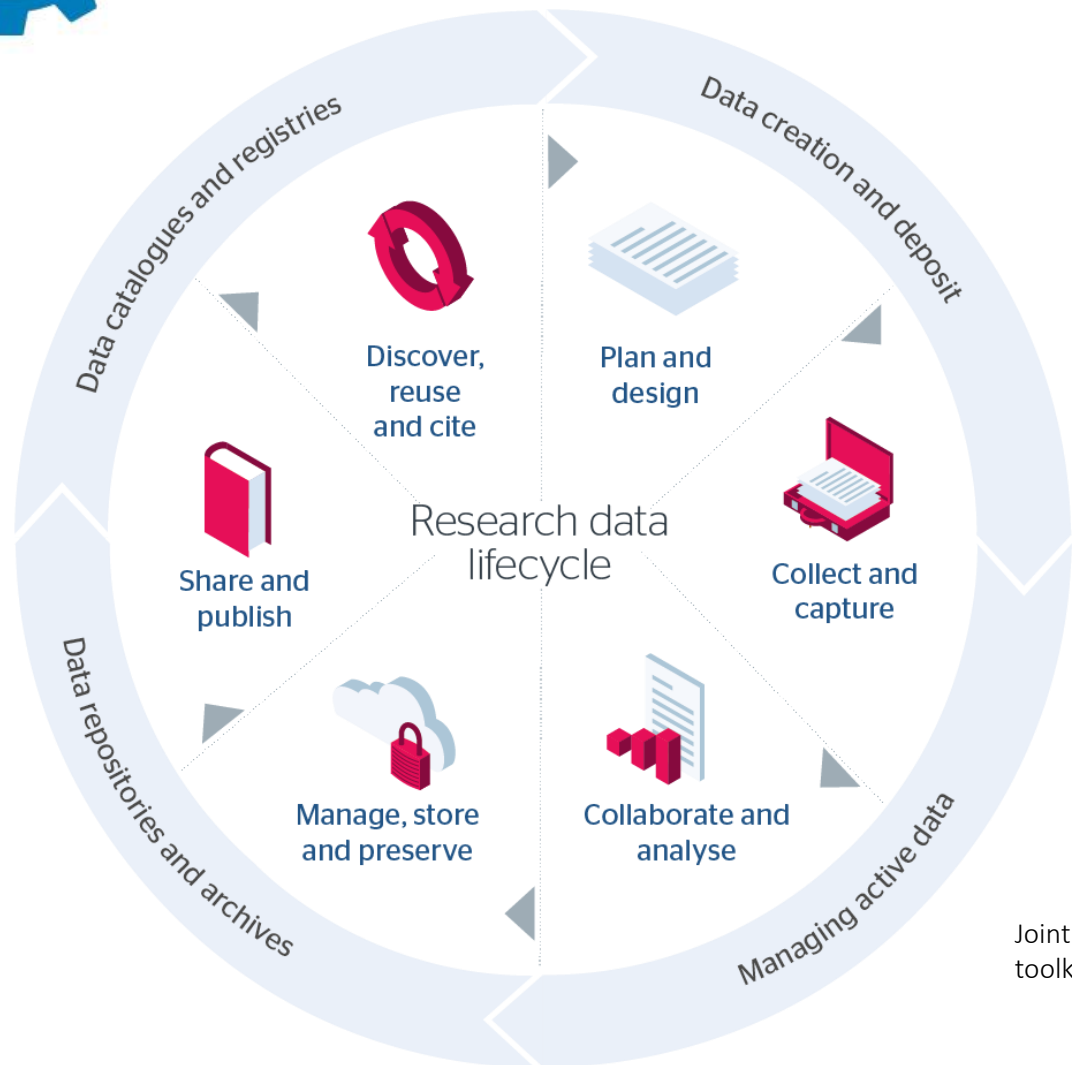 Data creation and deposit
Data catalogues and registries
Discover,
reuse
and cite
Plan and
design
Research data
lifecycle
Share and
publish
Collect and
capture
Manage, store
and preserve
Collaborate and
analyse
Data repositories and archives
Managing active data
Joint
toolk